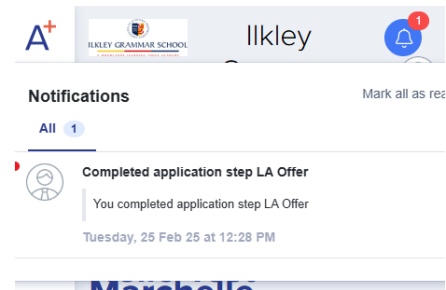 A+
ILKLEY GRAMMAR SCHOOL
Ilkley
1
Notifications
Mark all as rea
All 1
Completed application step LA Offer
You completed application step LA Offer
Tuesday, 25 Feb 25 at 12:28 PM